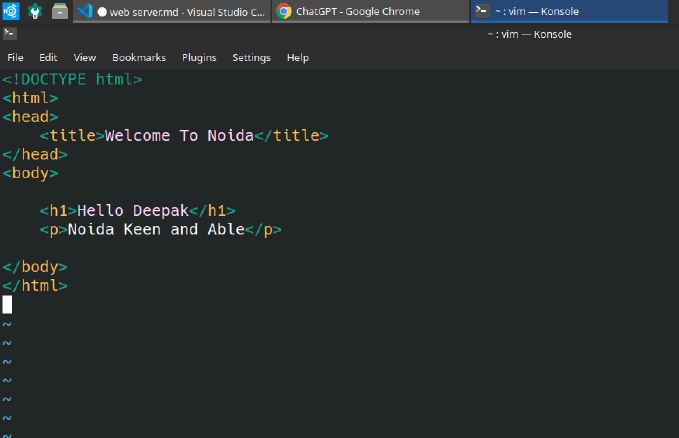 web server.md - Visual Studio C...
ChatGPT - Google Chrome
~ : vim — Konsole
~ : vim — Konsole
File Edit View Bookmarks Plugins Settings Help
<!DOCTYPE html>
<html>
<head>
    <title>Welcome To Noida</title>
</head>
<body>
    <h1>Hello Deepak</h1>
    <p>Noida Keen and Able</p>
</body>
</html>
~
~
~
~
~
~
~